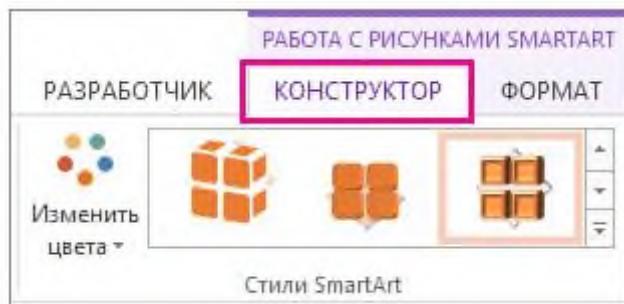 РАБОТА С РИСУНКАМИ SMARTART
РАЗРАБОТЧИК КОНСТРУКТОР ФОРМАТ
Изменить
цвета
Стили SmartArt